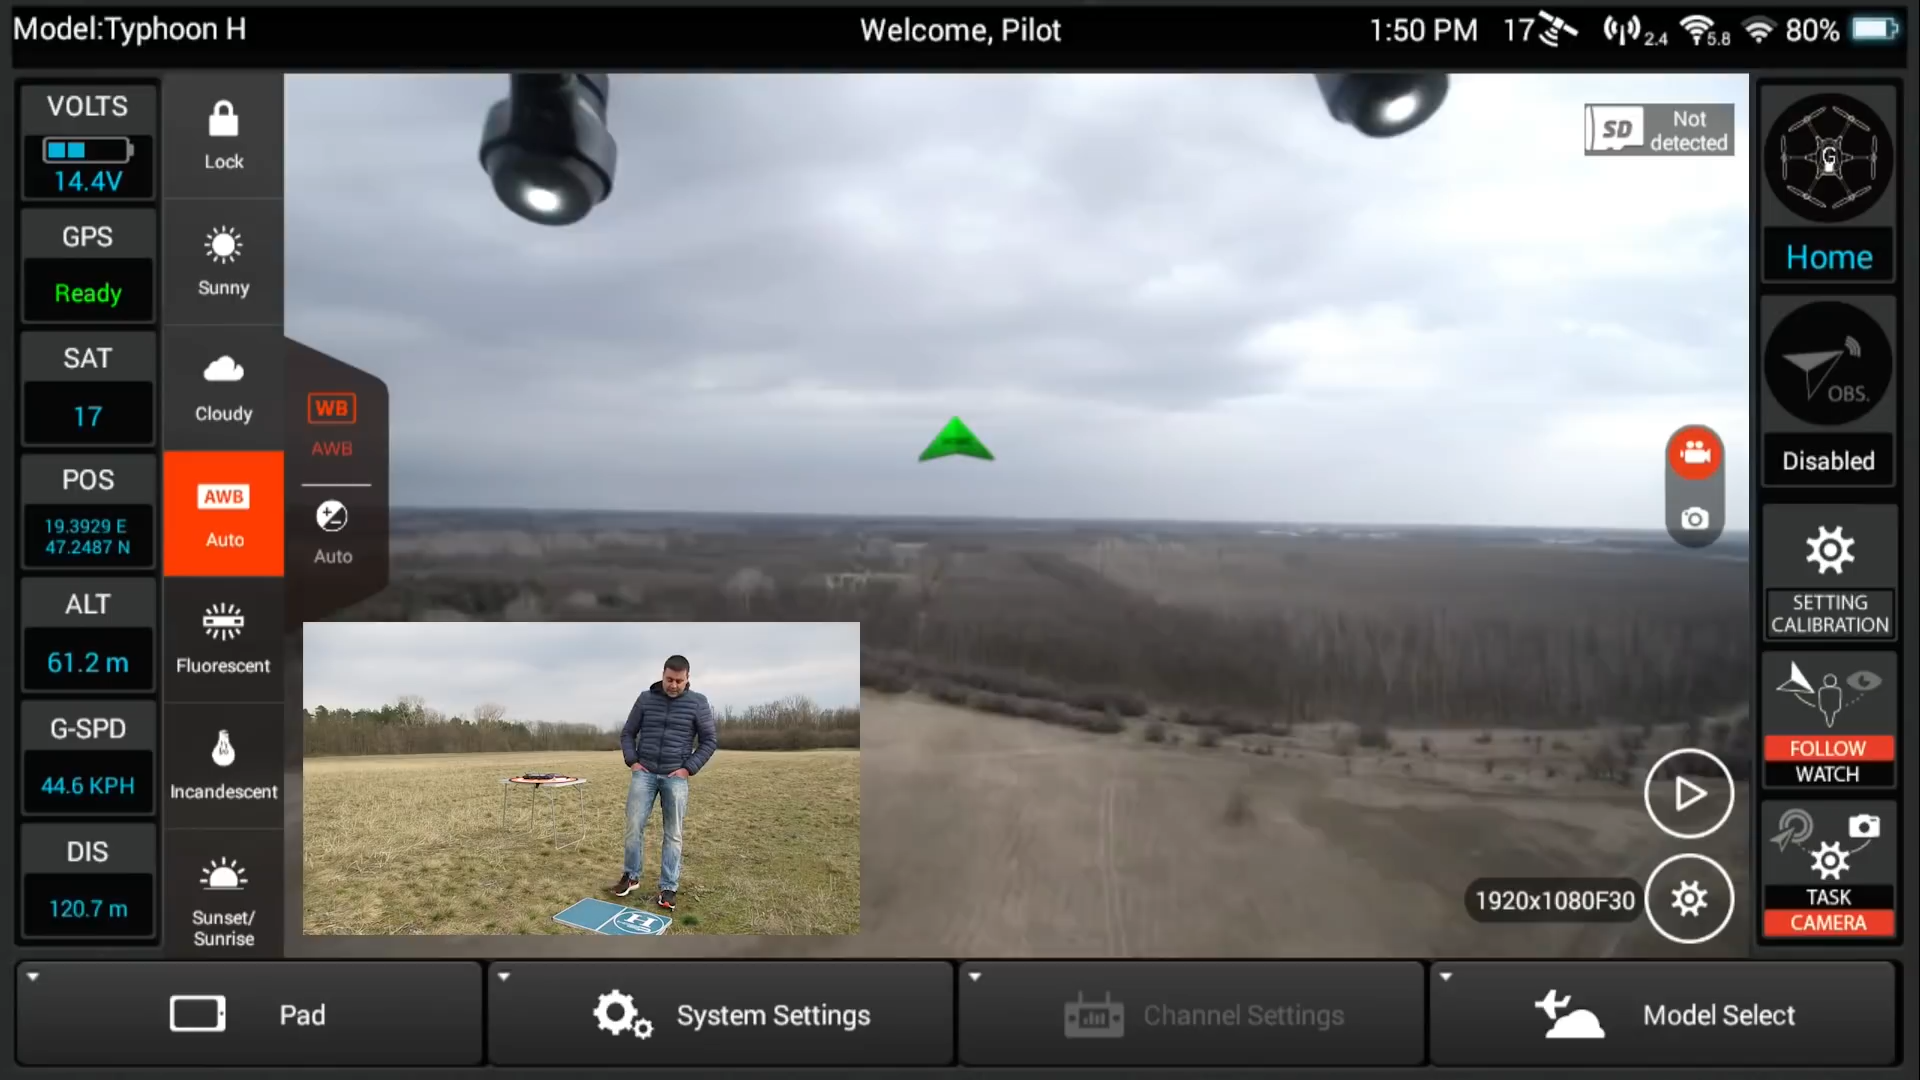 Model:Typhoon H
Welcome, Pilot
1:50 PM
17
2.4
5.8
80%
VOLTS
14.4V
GPS
Ready
SAT
17
POS
19.3929 E
47.2487 N
ALT
61.2 m
G-SPD
44.6 KPH
DIS
120.7 m
Lock
Sunny
Cloudy
AWB
Auto
Fluorescent
Incandescent
Sunset/
Sunrise
WB
AWB
Auto
H
SD
Not
detected
1920x1080F30
G
Home
OBS.
Disabled
SETTING
CALIBRATION
FOLLOW
WATCH
TASK
CAMERA
Pad
System Settings
Channel Settings
Model Select